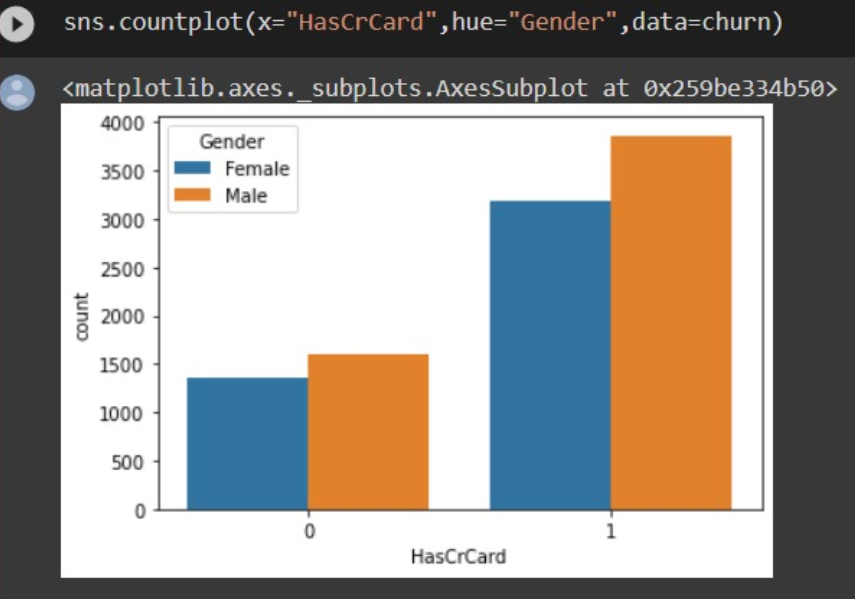 sns.countplot(x="HasCrCard",hue="Gender",data=churn)
<matplotlib.axes._subplots.AxesSubplot at 0x259be334b50>
4000
Gender
Female
Male
3500
3000
2500
2000
1500
1000
500
0
count
0 1
HasCrCard